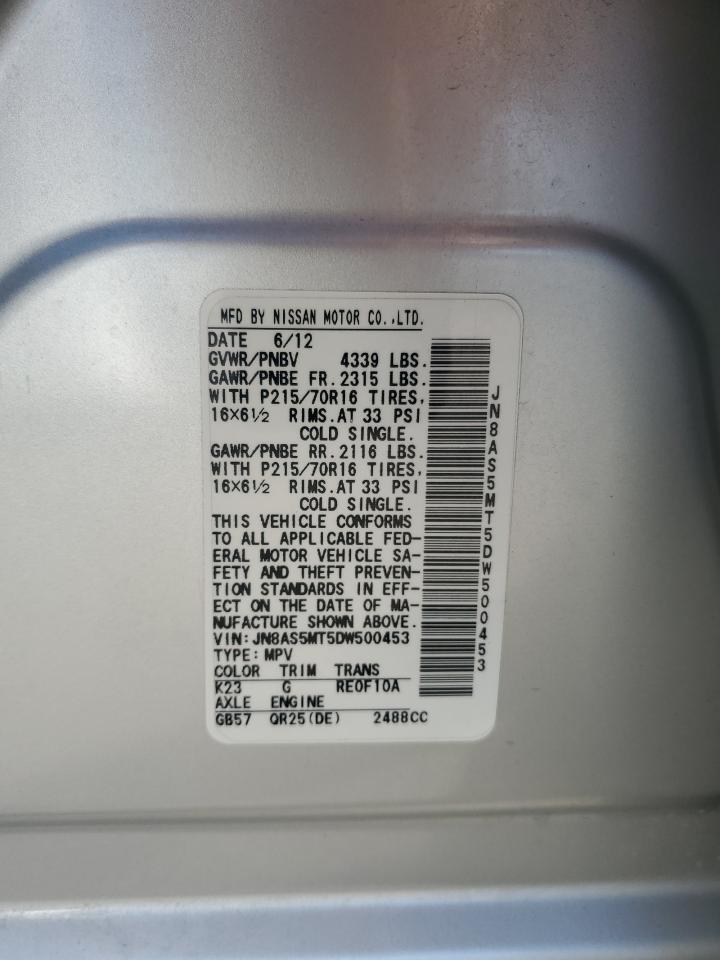 MFD BY NISSAN MOTOR CO.,LTD.
DATE 6/12
GVWR/PNBV 4339 LBS.
GAWR/PNBE FR.2315 LBS.
WITH P215/70R16 TIRES,
16×6½ RIMS.AT 33 PSI
COLD SINGLE.
GAWR/PNBE RR.2116 LBS.
WITH P215/70R16 TIRES,
16×6½ RIMS.AT 33 PSI
COLD SINGLE.
THIS VEHICLE CONFORMS
TO ALL APPLICABLE FED-
ERAL MOTOR VEHICLE SA-
FETY AND THEFT PREVEN-
TION STANDARDS IN EFF-
ECT ON THE DATE OF MA-
NUFACTURE SHOWN ABOVE.
VIN:JN8AS5MT5DW500453
TYPE:MPV
COLOR TRIM TRANS
K23 G RE0F10A
AXLE ENGINE
GB57 QR25(DE) 2488CC
JN8AS5MT5DW500453